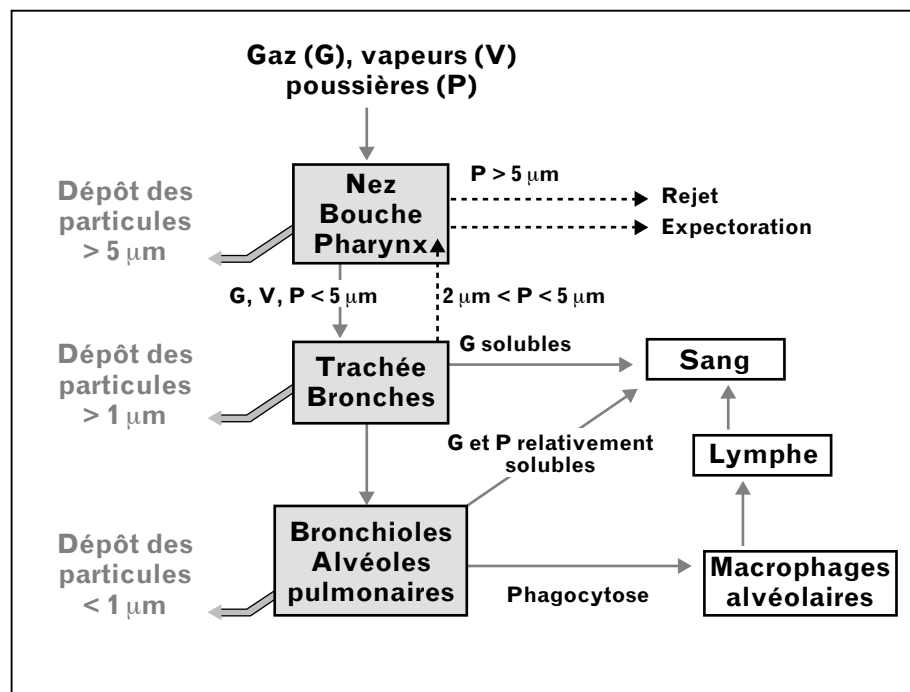 Gaz (G), vapeurs (V)
poussières (P)
Dépôt des
particules
> 5 µm
Nez
Bouche
Pharynx
P > 5 µm
Rejet
Expectoration
G, V, P < 5 µm
2 µm < P < 5 µm
Dépôt des
particules
> 1 µm
Trachée
Bronches
G solubles
Sang
G et P relativement
solubles
Lymphe
Dépôt des
particules
< 1 µm
Bronchioles
Alvéoles
pulmonaires
Phagocytose
Macrophages
alvéolaires